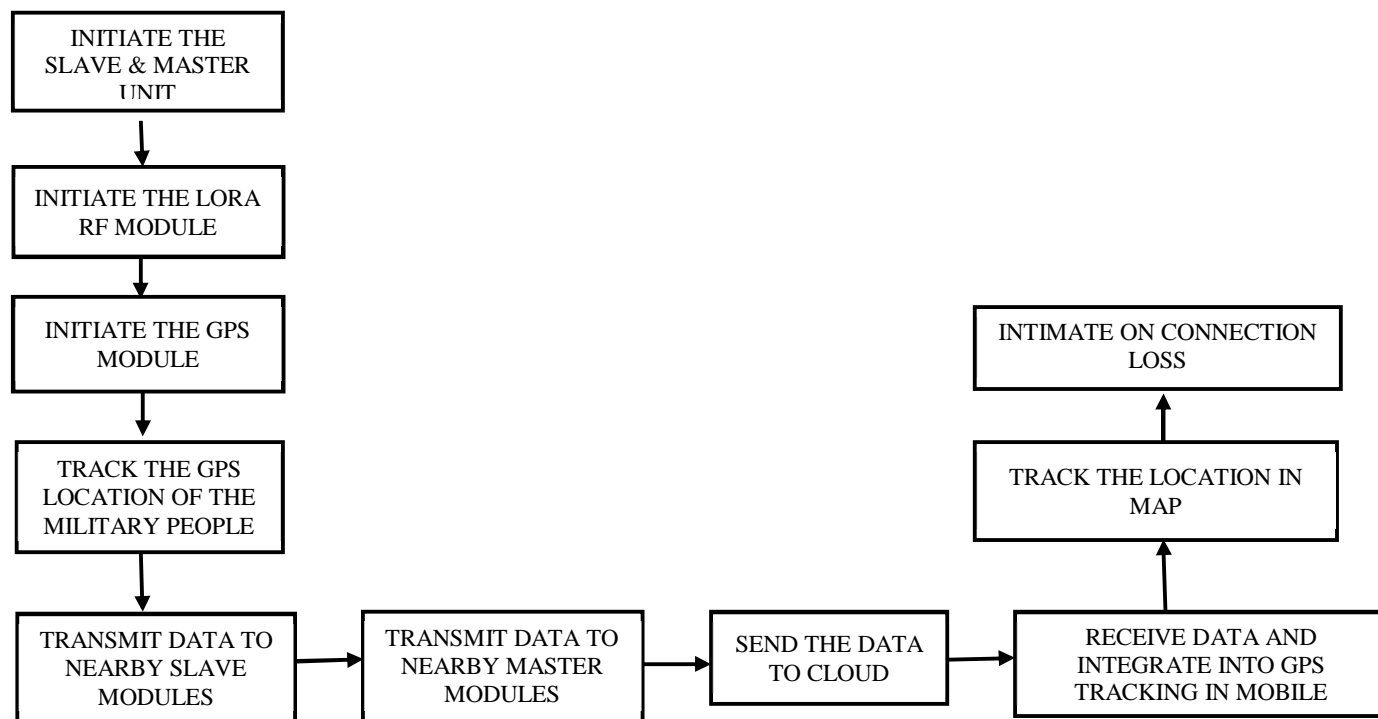 INITIATE THE
SLAVE & MASTER
UNIT
INITIATE THE LORA
RF MODULE
INITIATE THE GPS
MODULE
TRACK THE GPS
LOCATION OF THE
MILITARY PEOPLE
TRANSMIT DATA TO
NEARBY SLAVE
MODULES
TRANSMIT DATA TO
NEARBY MASTER
MODULES
SEND THE DATA
TO CLOUD
RECEIVE DATA AND
INTEGRATE INTO GPS
TRACKING IN MOBILE
TRACK THE LOCATION IN
MAP
INTIMATE ON CONNECTION
LOSS